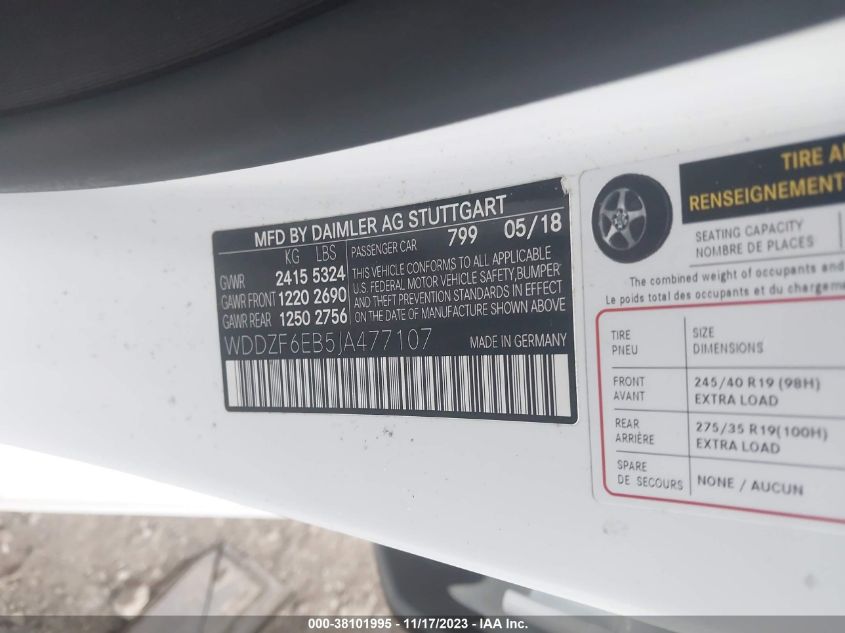 MFD BY DAIMLER AG STUTTGART
KG LBS PASSENGER CAR 799 05/18
GVWR 2415 5324
GAWR FRONT 1220 2690
GAWR REAR 1250 2756
THIS VEHICLE CONFORMS TO ALL APPLICABLE
U.S. FEDERAL MOTOR VEHICLE SAFETY, BUMPER
AND THEFT PREVENTION STANDARDS IN EFFECT
ON THE DATE OF MANUFACTURE SHOWN ABOVE
WDDZF6EB5JA477107 MADE IN GERMANY
TIRE
RENSEIGNEMENT
SEATING CAPACITY
NOMBRE DE PLACES
The combined weight of occupants and
Le poids total des occupants et du chargement
TIRE SIZE
PNEU DIMENSIONS
FRONT 245/40 R19 (98H)
AVANT EXTRA LOAD
REAR 275/35 R19(100H)
ARRIÈRE EXTRA LOAD
SPARE NONE / AUCUN
DE SECOURS
000-38101995 - 11/17/2023 - IAA Inc.